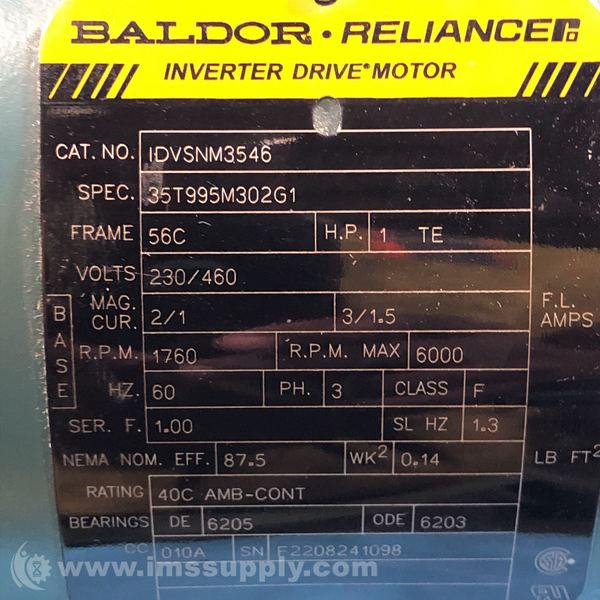 BALDOR • RELIANCE
INVERTER DRIVE® MOTOR
CAT. NO. IDVSNM3546
SPEC. 35T995M302G1
FRAME 56C H.P. 1 TE
VOLTS 230/460
MAG. CUR. 2/1 3/1.5 F.L. AMPS
BASE R.P.M. 1760 R.P.M. MAX 6000
HZ. 60 PH. 3 CLASS F
SER. F. 1.00 SL HZ 1.3
NEMA NOM. EFF. 87.5 WK² 0.14 LB FT²
RATING 40C AMB-CONT
BEARINGS DE 6205 ODE 6203
CC 010A SN F2208241098
www.imssupply.com